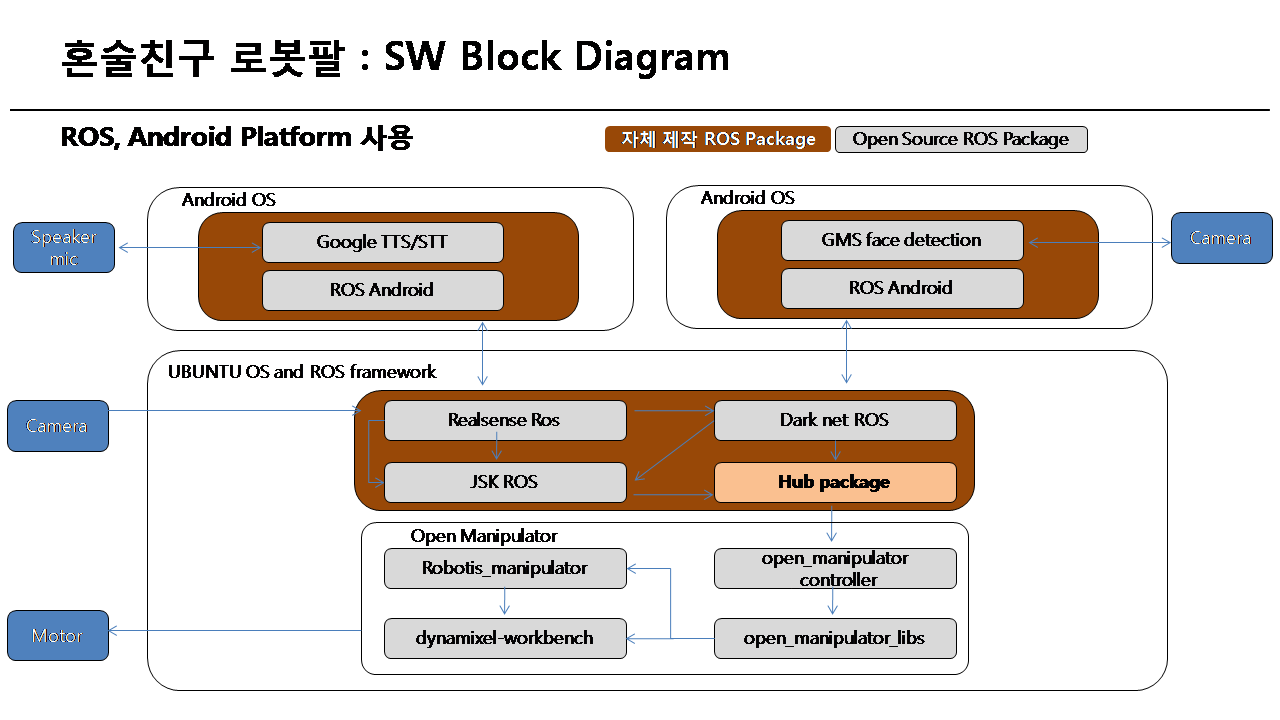 혼술친구 로봇팔 : SW Block Diagram
ROS, Android Platform 사용
자체 제작 ROS Package
Open Source ROS Package
Android OS
Speaker
mic
Google TTS/STT
ROS Android
Android OS
GMS face detection
ROS Android
Camera
UBUNTU OS and ROS framework
Camera
Realsense Ros
Dark net ROS
JSK ROS
Hub package
Open Manipulator
Robotis_manipulator
open_manipulator
controller
Motor
dynamixel-workbench
open_manipulator_libs